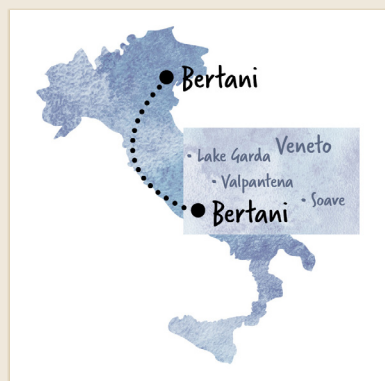 Bertani
Veneto
Lake Garda
Valpantena
Soave
Bertani